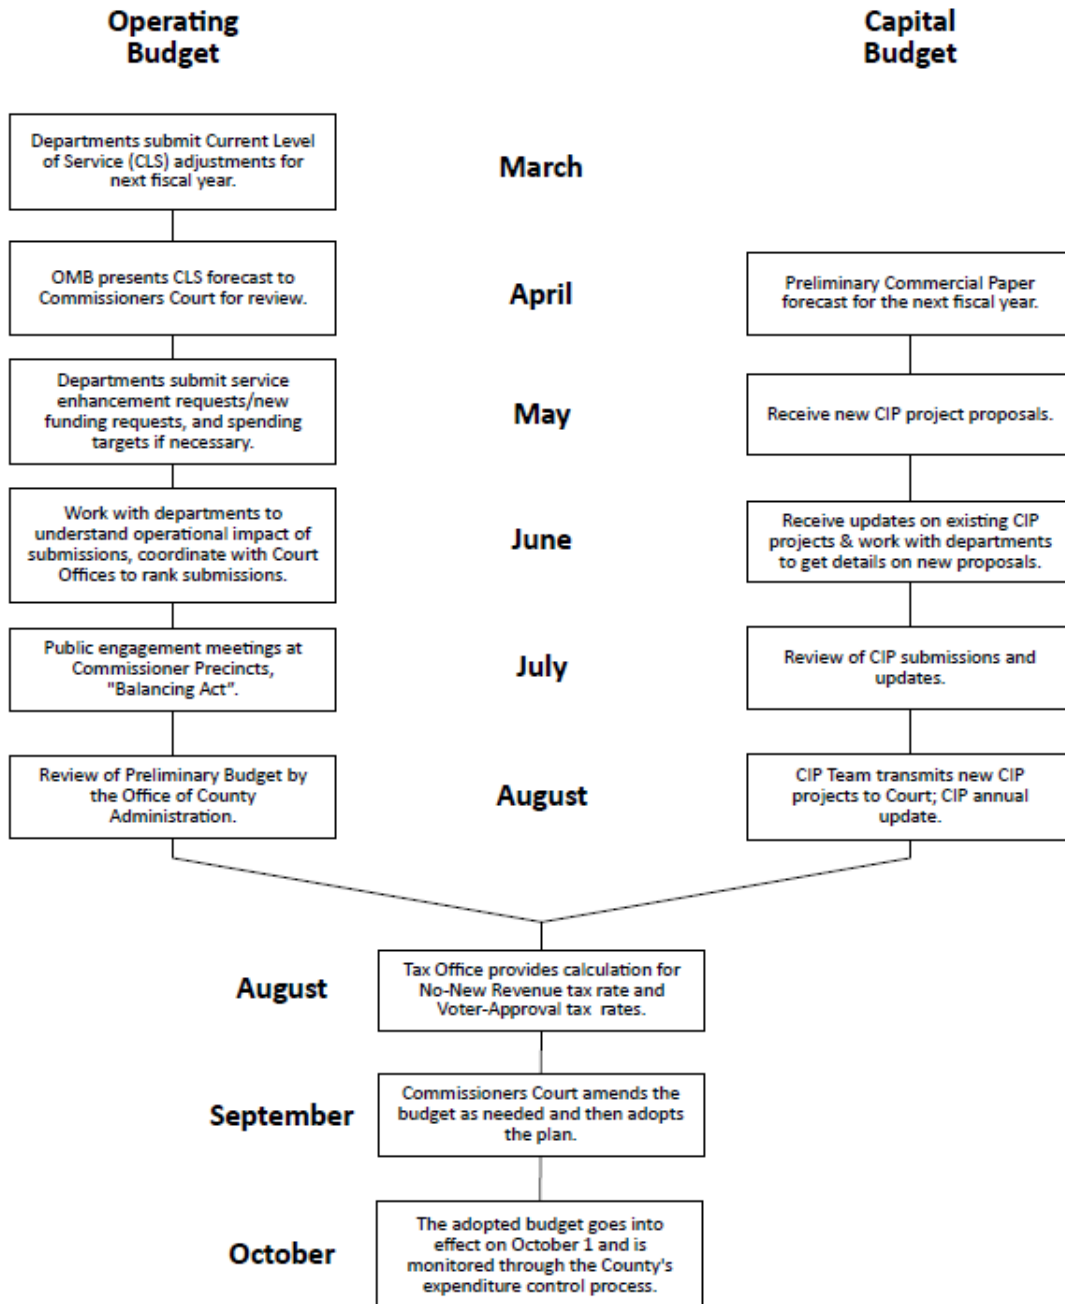 Operating
Budget
Capital
Budget
Departments submit Current Level
of Service (CLS) adjustments for
next fiscal year.
March
OMB presents CLS forecast to
Commissioners Court for review.
April
Preliminary Commercial Paper
forecast for the next fiscal year.
Departments submit service
enhancement requests/new
funding requests, and spending
targets if necessary.
May
Receive new CIP project proposals.
Work with departments to
understand operational impact of
submissions, coordinate with Court
Offices to rank submissions.
June
Receive updates on existing CIP
projects & work with departments
to get details on new proposals.
Public engagement meetings at
Commissioner Precincts,
"Balancing Act”.
July
Review of CIP submissions and
updates.
Review of Preliminary Budget by
the Office of County
Administration.
August
CIP Team transmits new CIP
projects to Court; CIP annual
update.
August
Tax Office provides calculation for
No-New Revenue tax rate and
Voter-Approval tax rates.
September
Commissioners Court amends the
budget as needed and then adopts
the plan.
October
The adopted budget goes into
effect on October 1 and is
monitored through the County's
expenditure control process.